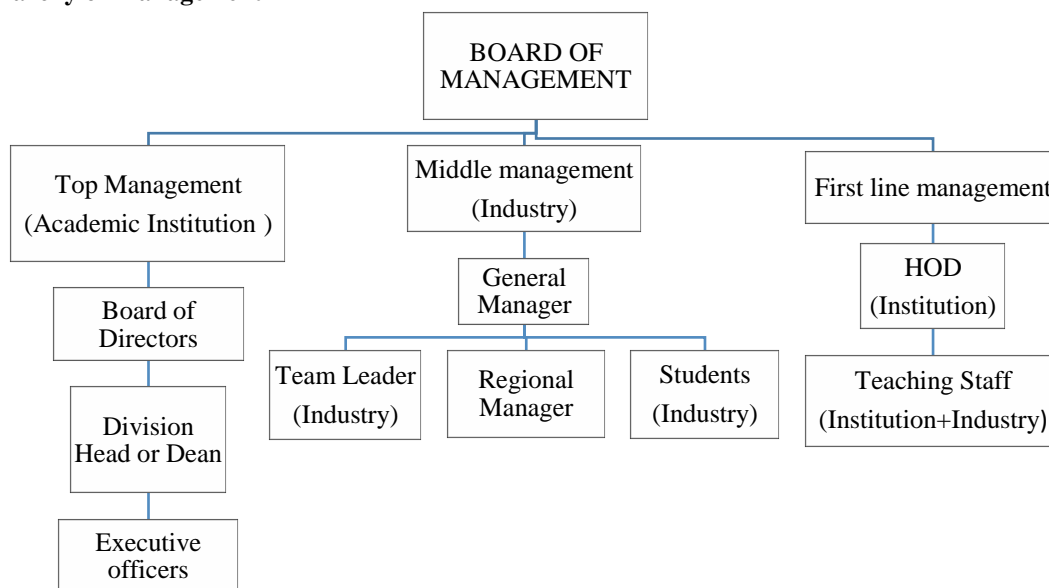 BOARD OF
MANAGEMENT
Top Management
(Academic Institution )
Middle management
(Industry)
First line management
General
Manager
HOD
(Institution)
Board of
Directors
Team Leader
(Industry)
Regional
Manager
Students
(Industry)
Teaching Staff
(Institution+Industry)
Division
Head or Dean
Executive
officers